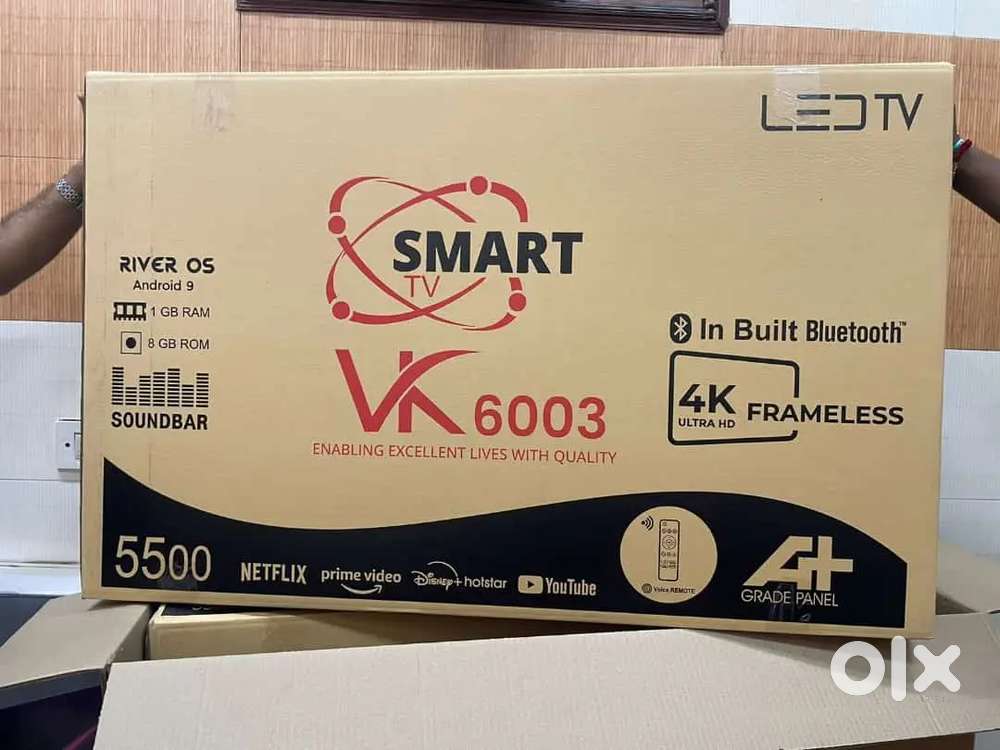 LED TV
SMART
TV
RIVER OS
Android 9
1 GB RAM
8 GB ROM
SOUNDBAR
VK 6003
ENABLING EXCELLENT LIVES WITH QUALITY
In Built Bluetooth™
4K
ULTRA HD
FRAMELESS
5500
NETFLIX
prime video
Disney+ hotstar
YouTube
Voice REMOTE
A+
GRADE PANEL
olx